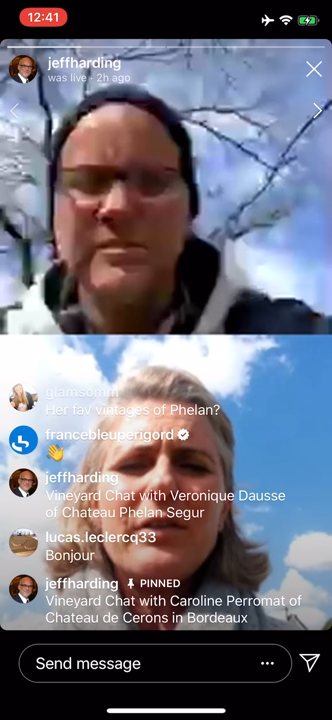 12:41
jeffharding
was live · 2h ago
glamsomm
Her fav vintages of Phelan?
francebleuperigord
👋
jeffharding
Vineyard Chat with Veronique Dausse
of Chateau Phelan Segur
lucas.leclercq33
Bonjour
jeffharding PINNED
Vineyard Chat with Caroline Perromat of
Chateau de Cerons in Bordeaux
Send message